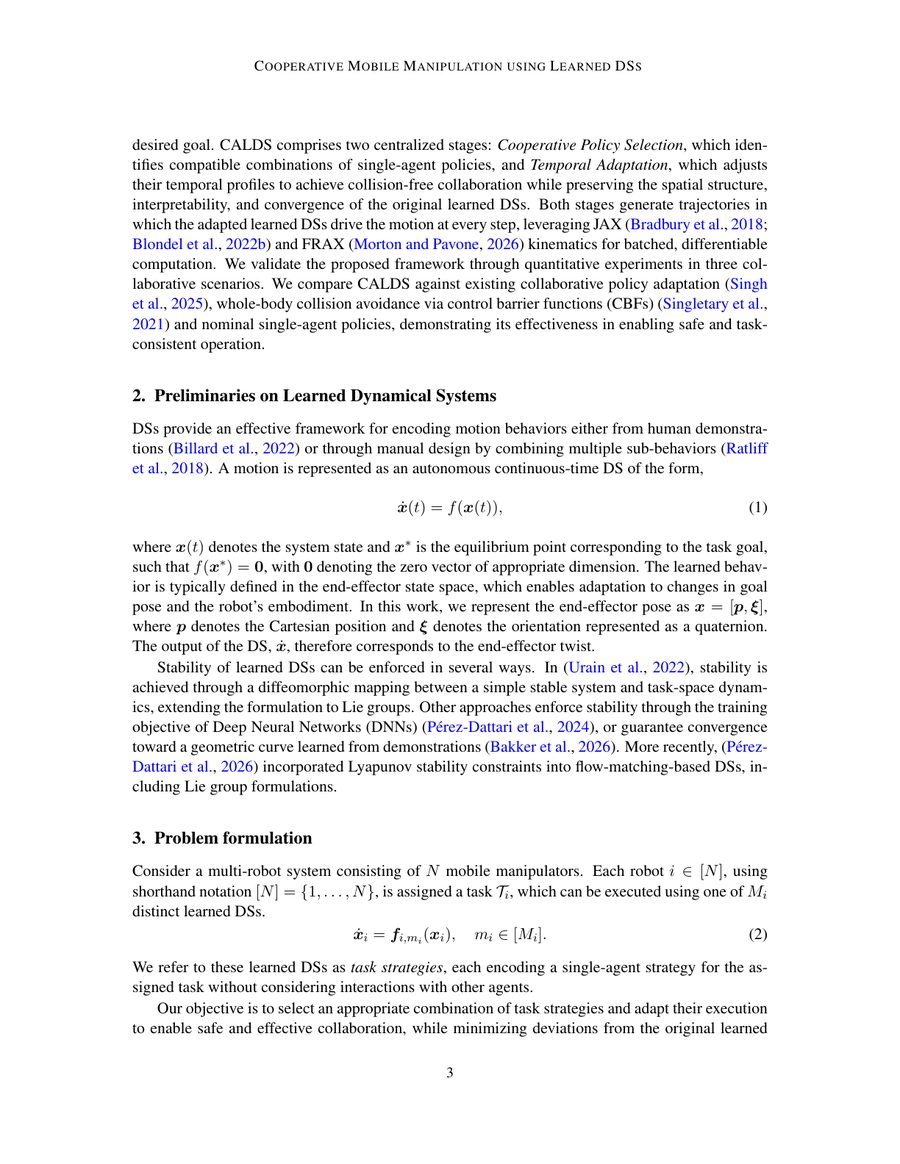 COOPERATIVE MOBILE MANIPULATION USING LEARNED DSS
desired goal. CALDS comprises two centralized stages: Cooperative Policy Selection, which iden-
tifies compatible combinations of single-agent policies, and Temporal Adaptation, which adjusts
their temporal profiles to achieve collision-free collaboration while preserving the spatial structure,
interpretability, and convergence of the original learned DSs. Both stages generate trajectories in
which the adapted learned DSs drive the motion at every step, leveraging JAX (Bradbury et al., 2018;
Blondel et al., 2022b) and FRAX (Morton and Pavone, 2026) kinematics for batched, differentiable
computation. We validate the proposed framework through quantitative experiments in three col-
laborative scenarios. We compare CALDS against existing collaborative policy adaptation (Singh
et al., 2025), whole-body collision avoidance via control barrier functions (CBFs) (Singletary et al.,
2021) and nominal single-agent policies, demonstrating its effectiveness in enabling safe and task-
consistent operation.
2. Preliminaries on Learned Dynamical Systems
DSs provide an effective framework for encoding motion behaviors either from human demonstra-
tions (Billard et al., 2022) or through manual design by combining multiple sub-behaviors (Ratliff
et al., 2018). A motion is represented as an autonomous continuous-time DS of the form,
ẋ(t) = f(x(t)), (1)
where x(t) denotes the system state and x* is the equilibrium point corresponding to the task goal,
such that f(x*) = 0, with 0 denoting the zero vector of appropriate dimension. The learned behav-
ior is typically defined in the end-effector state space, which enables adaptation to changes in goal
pose and the robot's embodiment. In this work, we represent the end-effector pose as x = [p, ξ],
where p denotes the Cartesian position and ξ denotes the orientation represented as a quaternion.
The output of the DS, ẋ, therefore corresponds to the end-effector twist.
Stability of learned DSs can be enforced in several ways. In (Urain et al., 2022), stability is
achieved through a diffeomorphic mapping between a simple stable system and task-space dynam-
ics, extending the formulation to Lie groups. Other approaches enforce stability through the training
objective of Deep Neural Networks (DNNs) (Pérez-Dattari et al., 2024), or guarantee convergence
toward a geometric curve learned from demonstrations (Bakker et al., 2026). More recently, (Pérez-
Dattari et al., 2026) incorporated Lyapunov stability constraints into flow-matching-based DSs, in-
cluding Lie group formulations.
3. Problem formulation
Consider a multi-robot system consisting of N mobile manipulators. Each robot i ∈ [N], using
shorthand notation [N] = {1, . . . , N}, is assigned a task 𝒯ᵢ, which can be executed using one of Mᵢ
distinct learned DSs.
ẋᵢ = f_{i,mᵢ}(xᵢ), mᵢ ∈ [Mᵢ]. (2)
We refer to these learned DSs as task strategies, each encoding a single-agent strategy for the as-
signed task without considering interactions with other agents.
Our objective is to select an appropriate combination of task strategies and adapt their execution
to enable safe and effective collaboration, while minimizing deviations from the original learned
3